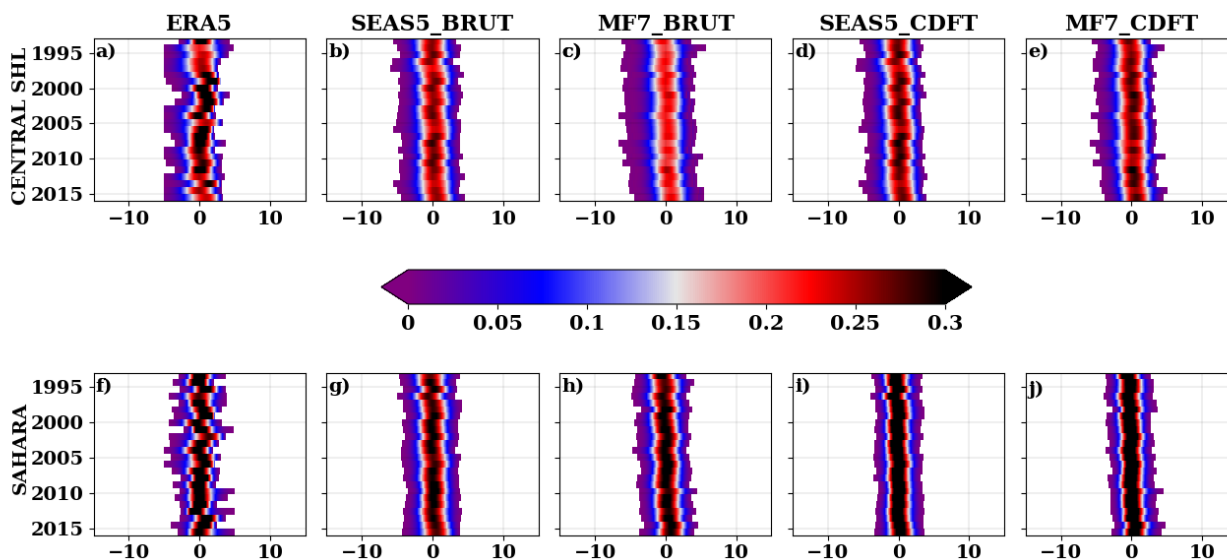 ERA5 SEAS5_BRUT MF7_BRUT SEAS5_CDFT MF7_CDFT
CENTRAL SHL
a) b) c) d) e)
1995
2000
2005
2010
2015
−10 0 10 −10 0 10 −10 0 10 −10 0 10 −10 0 10
0 0.05 0.1 0.15 0.2 0.25 0.3
SAHARA
f) g) h) i) j)
1995
2000
2005
2010
2015
−10 0 10 −10 0 10 −10 0 10 −10 0 10 −10 0 10